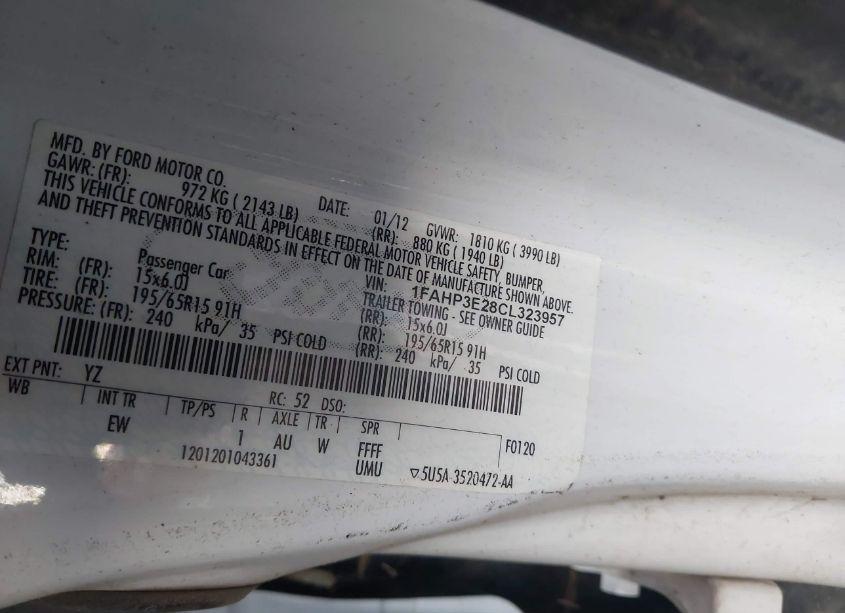 MFD. BY FORD MOTOR CO.
DATE: 01/12 GVWR: 1810 KG ( 3990 LB)
GAWR: (FR): 972 KG ( 2143 LB) (RR): 880 KG ( 1940 LB)
THIS VEHICLE CONFORMS TO ALL APPLICABLE FEDERAL MOTOR VEHICLE SAFETY, BUMPER,
AND THEFT PREVENTION STANDARDS IN EFFECT ON THE DATE OF MANUFACTURE SHOWN ABOVE.
VIN: 1FAHP3E28CL323957
TYPE: Passenger Car TRAILER TOWING - SEE OWNER GUIDE
RIM: (FR): 15x6.0J (RR): 15x6.0J
TIRE: (FR): 195/65R15 91H (RR): 195/65R15 91H
PRESSURE: (FR): 240 kPa/ 35 PSI COLD (RR): 240 kPa/ 35 PSI COLD
EXT PNT: YZ RC: 52 DSO:
WB INT TR TP/PS R AXLE TR SPR F0120
EW 1 AU W FFFF
1201201043361 UMU ▽5U5A-3520472-AA